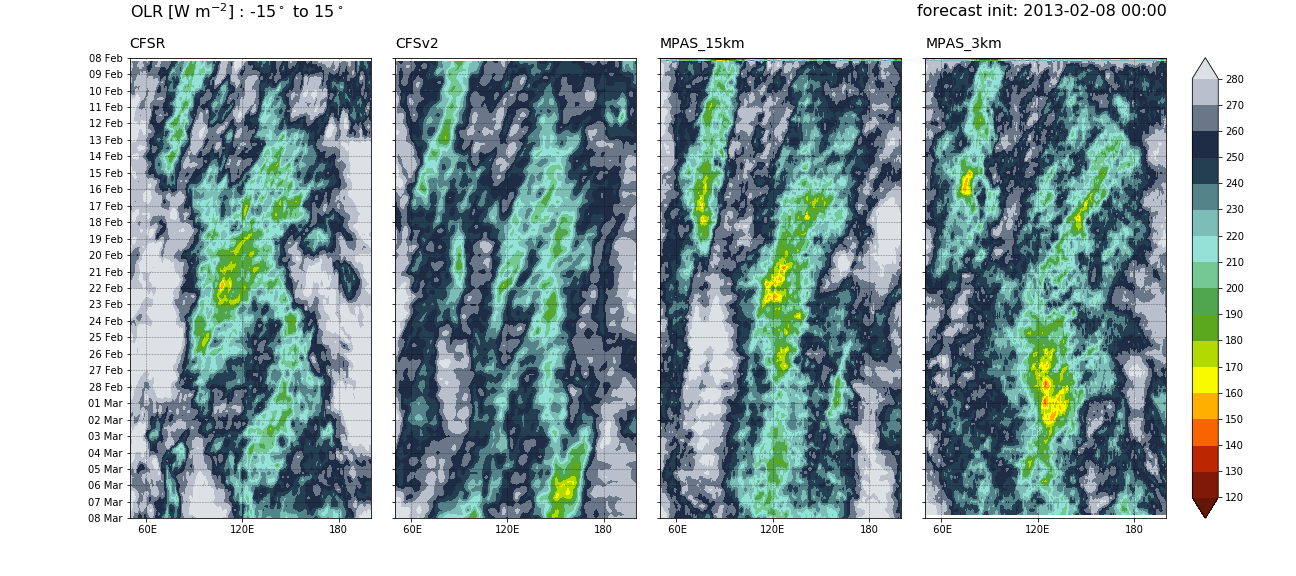 OLR [W m⁻²] : -15° to 15°
forecast init: 2013-02-08 00:00
CFSR
CFSv2
MPAS_15km
MPAS_3km
08 Feb
09 Feb
10 Feb
11 Feb
12 Feb
13 Feb
14 Feb
15 Feb
16 Feb
17 Feb
18 Feb
19 Feb
20 Feb
21 Feb
22 Feb
23 Feb
24 Feb
25 Feb
26 Feb
27 Feb
28 Feb
01 Mar
02 Mar
03 Mar
04 Mar
05 Mar
06 Mar
07 Mar
08 Mar
60E 120E 180
60E 120E 180
60E 120E 180
60E 120E 180
280
270
260
250
240
230
220
210
200
190
180
170
160
150
140
130
120